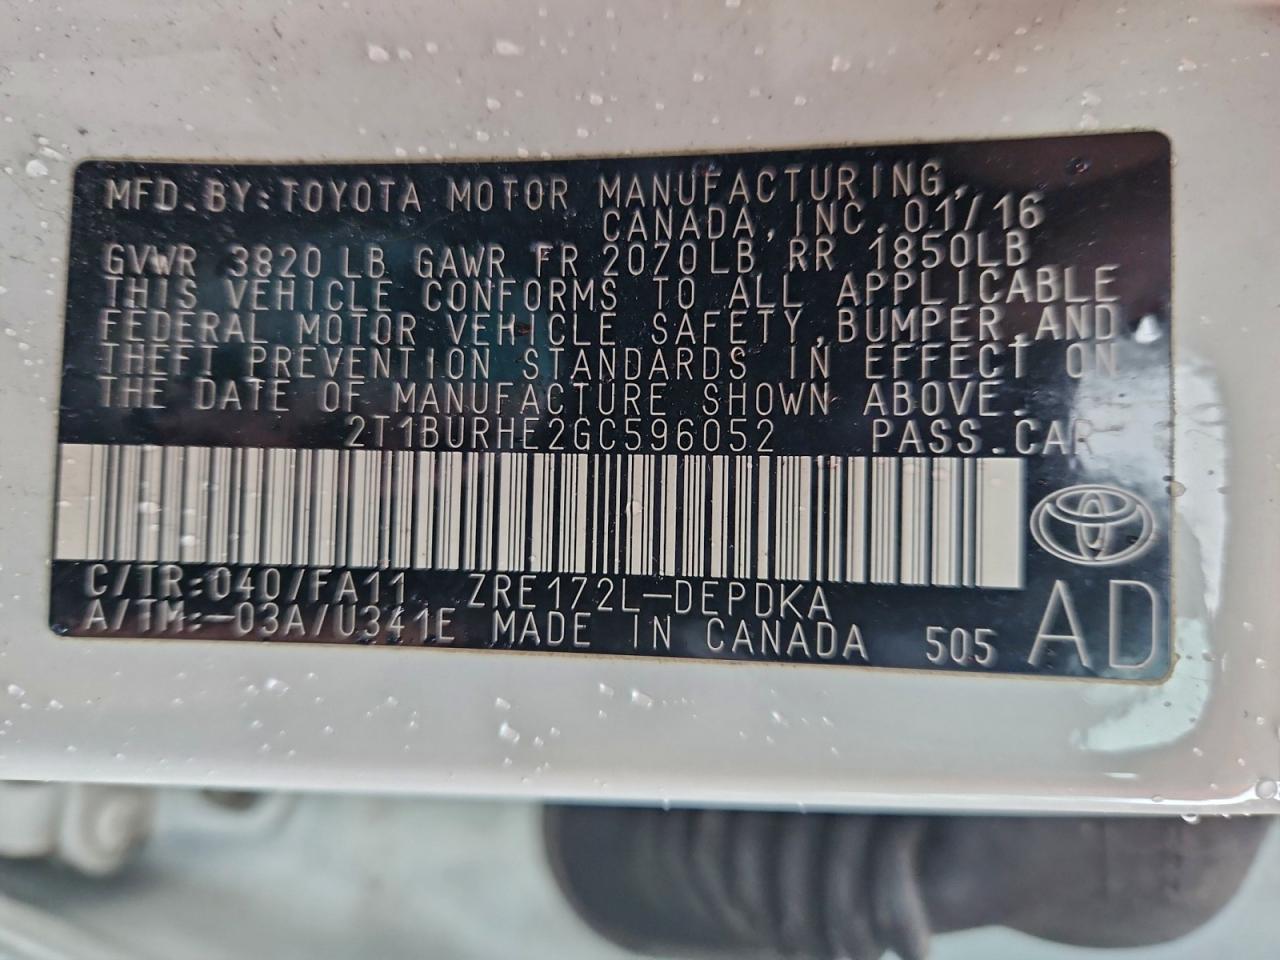 MFD.BY:TOYOTA MOTOR MANUFACTURING,
CANADA,INC.01/16
GVWR 3820LB GAWR FR 2070LB RR 1850LB
THIS VEHICLE CONFORMS TO ALL APPLICABLE
FEDERAL MOTOR VEHICLE SAFETY,BUMPER,AND
THEFT PREVENTION STANDARDS IN EFFECT ON
THE DATE OF MANUFACTURE SHOWN ABOVE.
2T1BURHE2GC596052 PASS.CAR
C/TR:040/FA11 ZRE172L-DEPDKA
A/TM:-03A/U341E MADE IN CANADA 505 AD